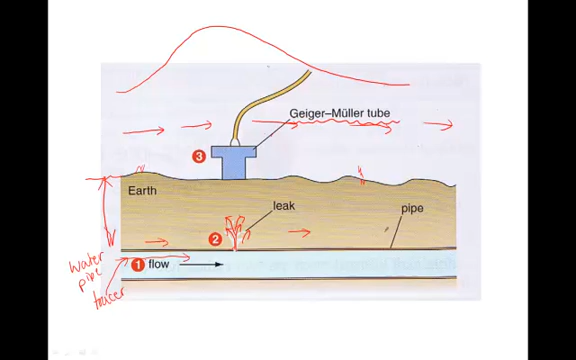 Geiger–Müller tube
3
Earth
leak
2
pipe
1 flow
water
pipe
tracer